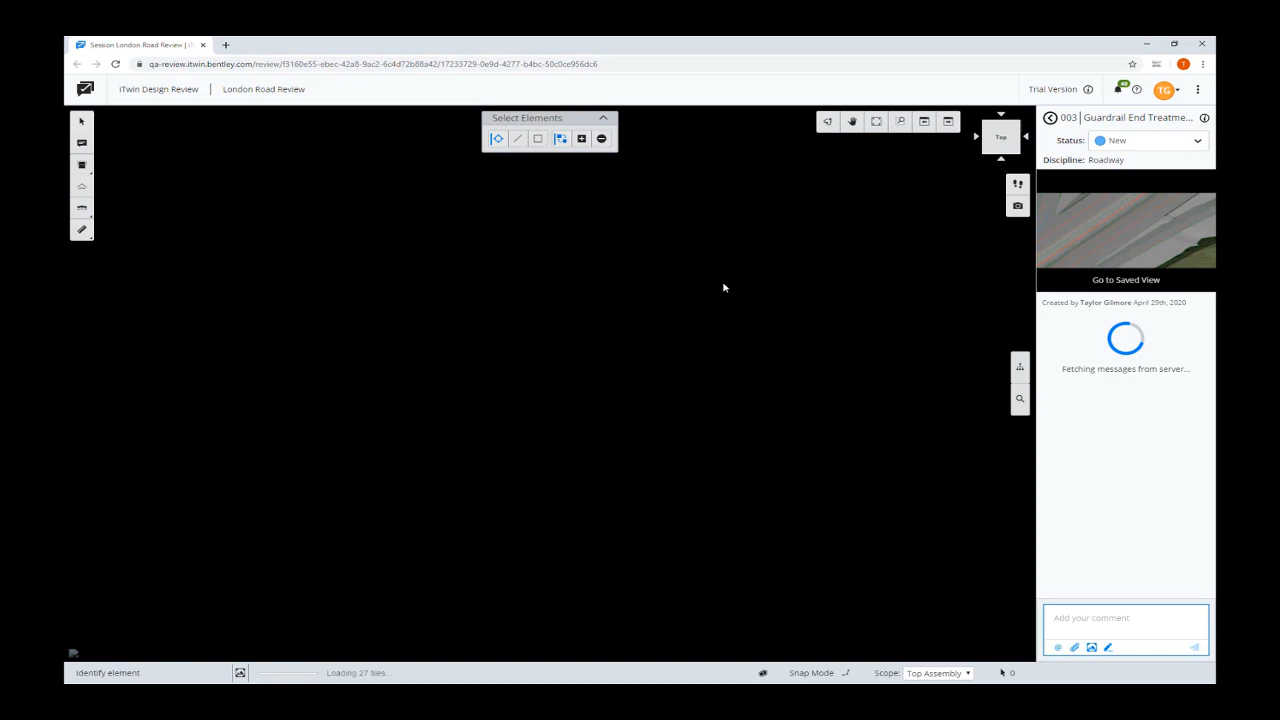 Session London Road Review | i
qa-review.itwin.bentley.com/review/f3160e55-ebec-42a8-9ac2-6c4d72b88a42/17233729-0e9d-4277-b4bc-50c0ce956dc6
T
iTwin Design Review | London Road Review
Trial Version
40
TG
Select Elements
Top
003 | Guardrail End Treatme...
Status: New
Discipline: Roadway
Go to Saved View
Created by Taylor Gilmore April 29th, 2020
Fetching messages from server...
Add your comment
@
Identify element
Loading 27 files...
Snap Mode
Scope: Top Assembly
0